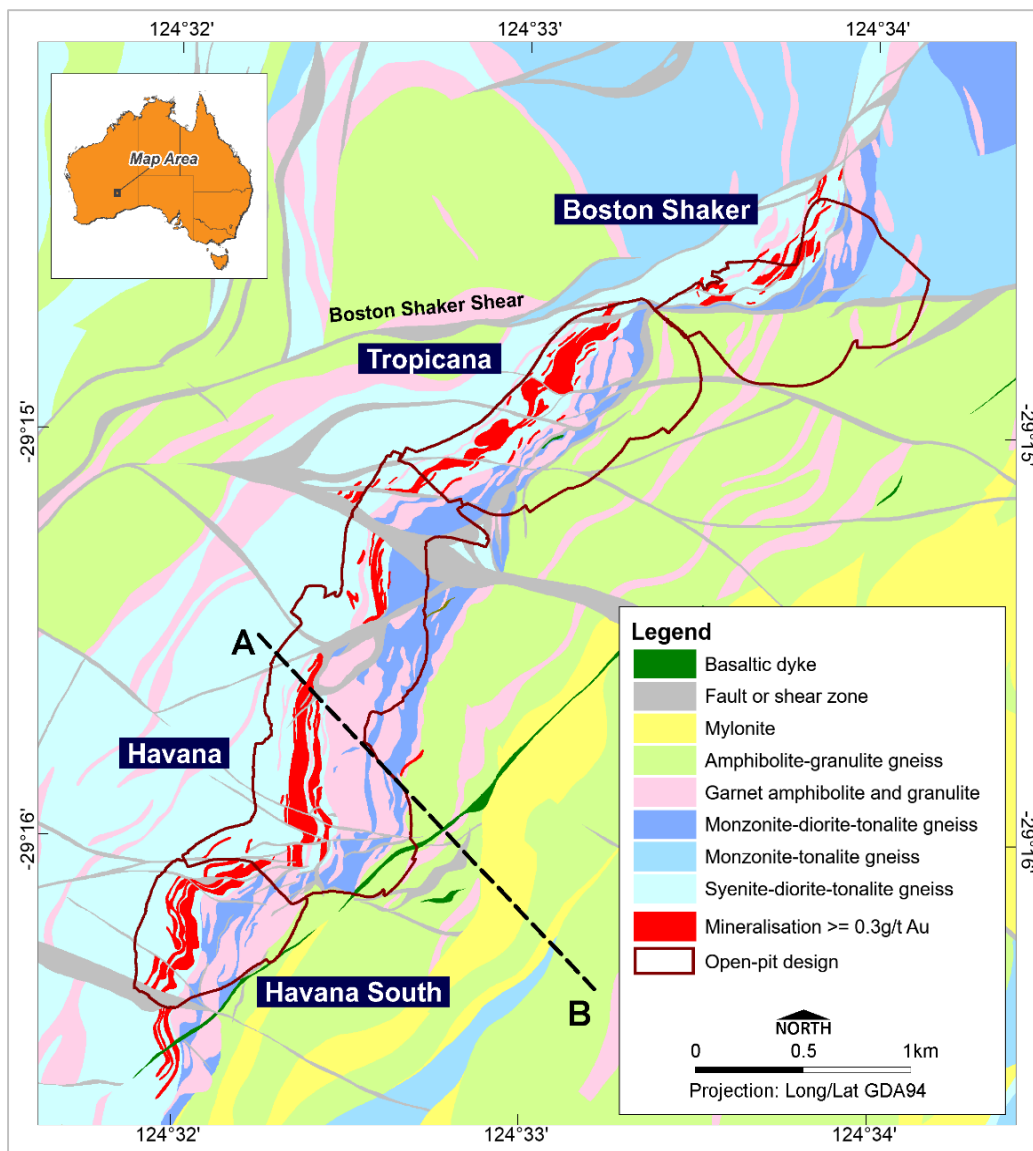 124°32'
124°33'
124°34'
Map Area
Boston Shaker
Boston Shaker Shear
Tropicana
-29°15'
-29°15'
A
Havana
-29°16'
-29°16'
Havana South
B
Legend
Basaltic dyke
Fault or shear zone
Mylonite
Amphibolite-granulite gneiss
Garnet amphibolite and granulite
Monzonite-diorite-tonalite gneiss
Monzonite-tonalite gneiss
Syenite-diorite-tonalite gneiss
Mineralisation >= 0.3g/t Au
Open-pit design
NORTH
0 0.5 1km
Projection: Long/Lat GDA94
124°32'
124°33'
124°34'